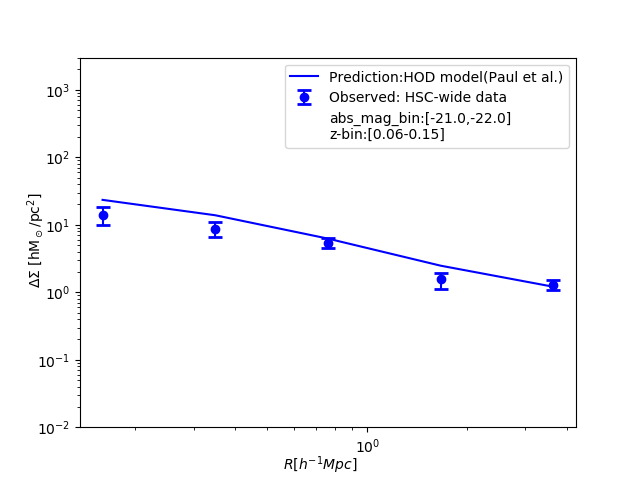 Prediction:HOD model(Paul et al.)
Observed: HSC-wide data
abs_mag_bin:[-21.0,-22.0]
z-bin:[0.06-0.15]
10³
10²
10¹
10⁰
10⁻¹
10⁻²
ΔΣ [hM⊙/pc²]
10⁰
R[h⁻¹Mpc]